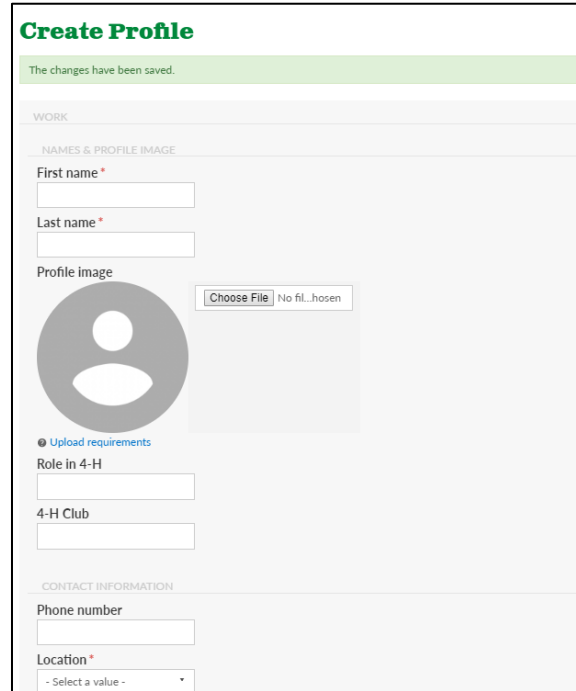 Create Profile
The changes have been saved.
WORK
NAMES & PROFILE IMAGE
First name *
Last name *
Profile image
Choose File No fil...hosen
Upload requirements
Role in 4-H
4-H Club
CONTACT INFORMATION
Phone number
Location *
- Select a value -